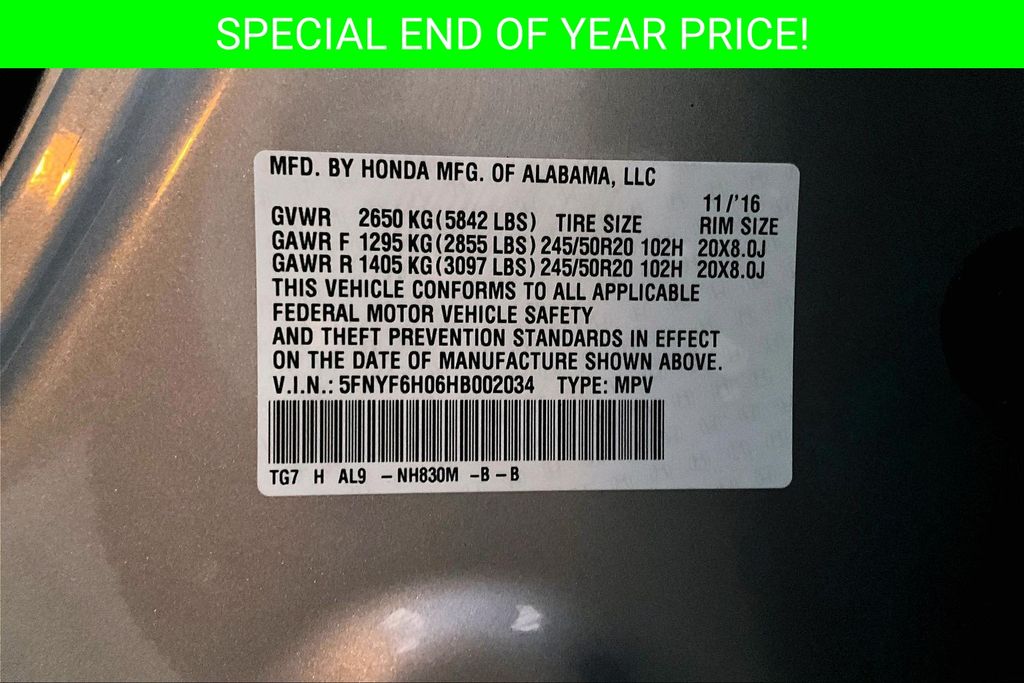 SPECIAL END OF YEAR PRICE!
MFD. BY HONDA MFG. OF ALABAMA, LLC
11/'16
GVWR 2650 KG(5842 LBS) TIRE SIZE RIM SIZE
GAWR F 1295 KG(2855 LBS) 245/50R20 102H 20X8.0J
GAWR R 1405 KG(3097 LBS) 245/50R20 102H 20X8.0J
THIS VEHICLE CONFORMS TO ALL APPLICABLE
FEDERAL MOTOR VEHICLE SAFETY
AND THEFT PREVENTION STANDARDS IN EFFECT
ON THE DATE OF MANUFACTURE SHOWN ABOVE.
V.I.N.: 5FNYF6H06HB002034 TYPE: MPV
TG7 H AL9 -NH830M -B-B